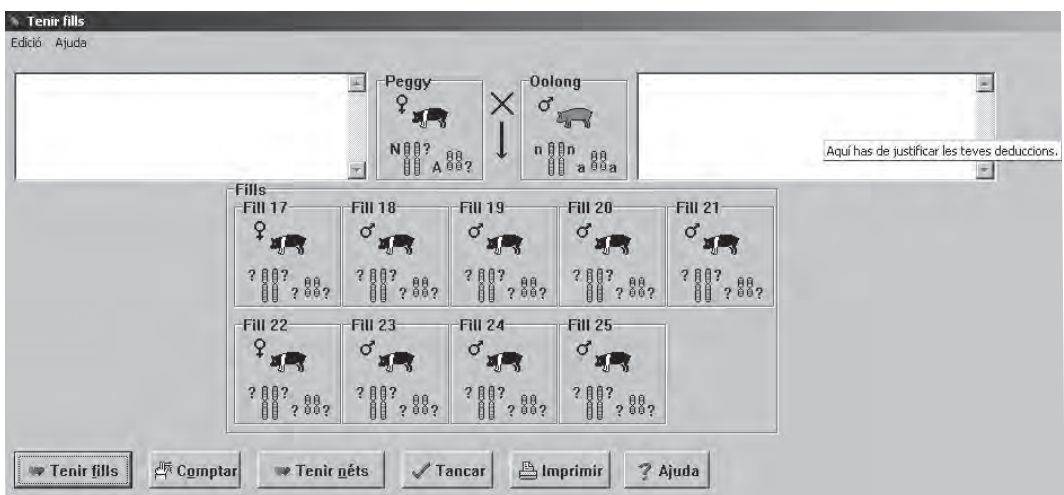 Tenir fills
Edició Ajuda
Peggy
N ? A ?
Oolong
n n a a
Aquí has de justificar les teves deduccions.
Fills
Fill 17 Fill 18 Fill 19 Fill 20 Fill 21
? ? ? ? ? ? ? ? ? ? ? ? ? ? ? ? ? ? ? ?
Fill 22 Fill 23 Fill 24 Fill 25
? ? ? ? ? ? ? ? ? ? ? ? ? ? ? ?
Tenir fills Comptar Tenir néts Tancar Imprimir ? Ajuda